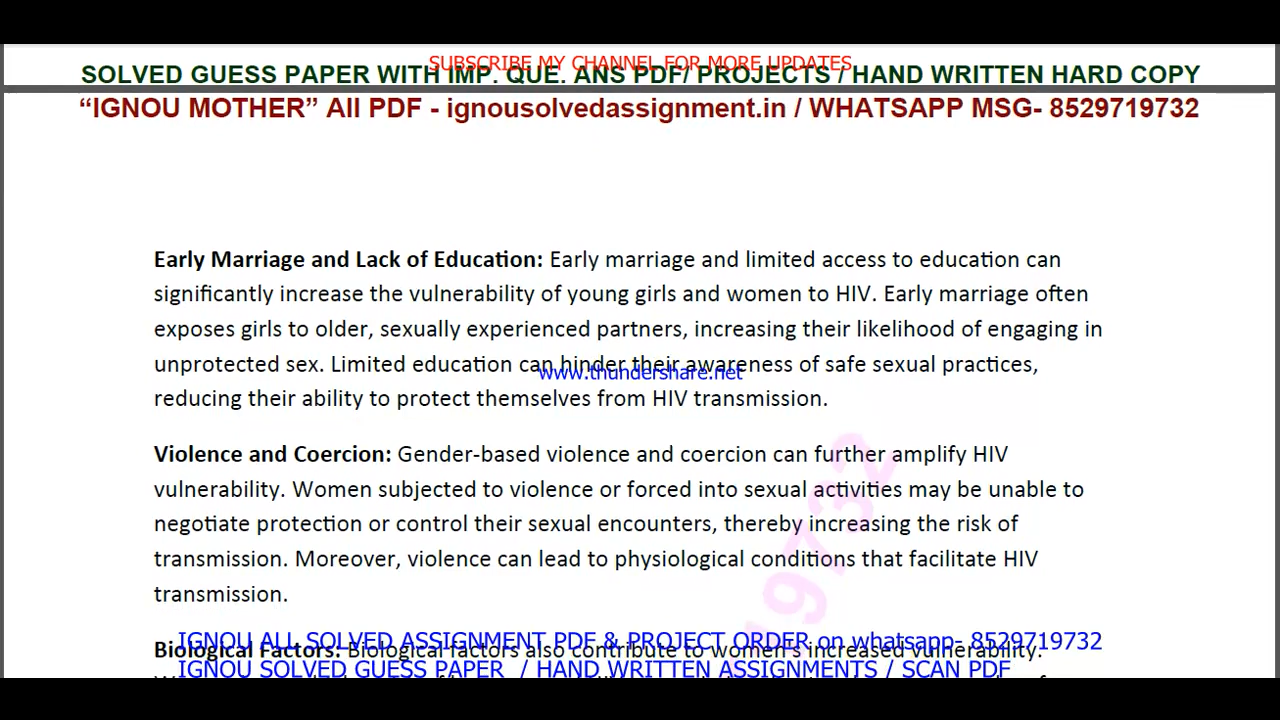 SUBSCRIBE MY CHANNEL FOR MORE UPDATES
SOLVED GUESS PAPER WITH IMP. QUE. ANS PDF/ PROJECTS / HAND WRITTEN HARD COPY
“IGNOU MOTHER” All PDF - ignousolvedassignment.in / WHATSAPP MSG- 8529719732
Early Marriage and Lack of Education: Early marriage and limited access to education can
significantly increase the vulnerability of young girls and women to HIV. Early marriage often
exposes girls to older, sexually experienced partners, increasing their likelihood of engaging in
unprotected sex. Limited education can hinder their awareness of safe sexual practices,
www.thundershare.net
reducing their ability to protect themselves from HIV transmission.
Violence and Coercion: Gender-based violence and coercion can further amplify HIV
vulnerability. Women subjected to violence or forced into sexual activities may be unable to
negotiate protection or control their sexual encounters, thereby increasing the risk of
transmission. Moreover, violence can lead to physiological conditions that facilitate HIV
transmission.
19732
IGNOU ALL SOLVED ASSIGNMENT PDF & PROJECT ORDER on whatsapp- 8529719732
Biological Factors: Biological factors also contribute to women's increased vulnerability.
IGNOU SOLVED GUESS PAPER / HAND WRITTEN ASSIGNMENTS / SCAN PDF